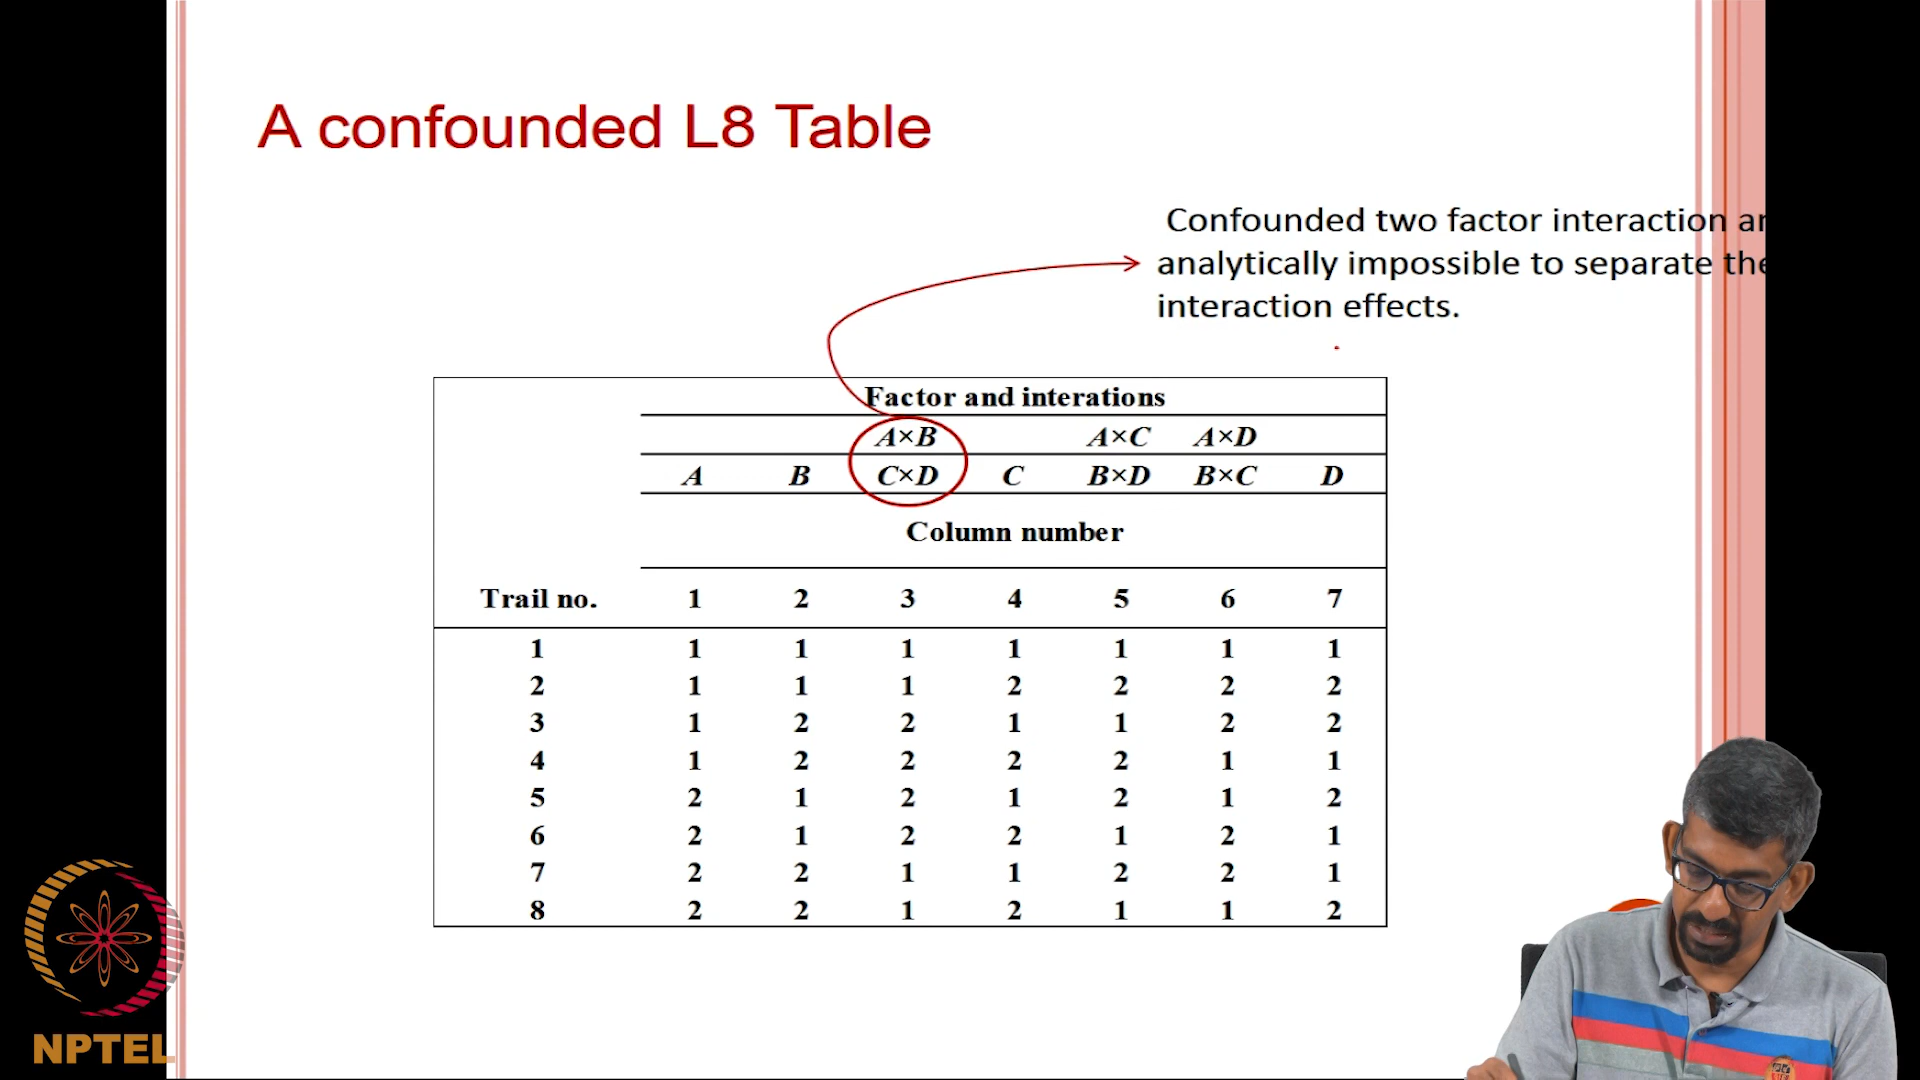 A confounded L8 Table
Confounded two factor interaction
analytically impossible to separate
interaction effects.
Factor and interations
A×B A×C A×D
A B C×D C B×D B×C D
Column number
Trail no. 1 2 3 4 5 6 7
1 1 1 1 1 1 1 1
2 1 1 1 2 2 2 2
3 1 2 2 1 1 2 2
4 1 2 2 2 2 1 1
5 2 1 2 1 2 1 2
6 2 1 2 2 1 2 1
7 2 2 1 1 2 2 1
8 2 2 1 2 1 1 2
NPTEL